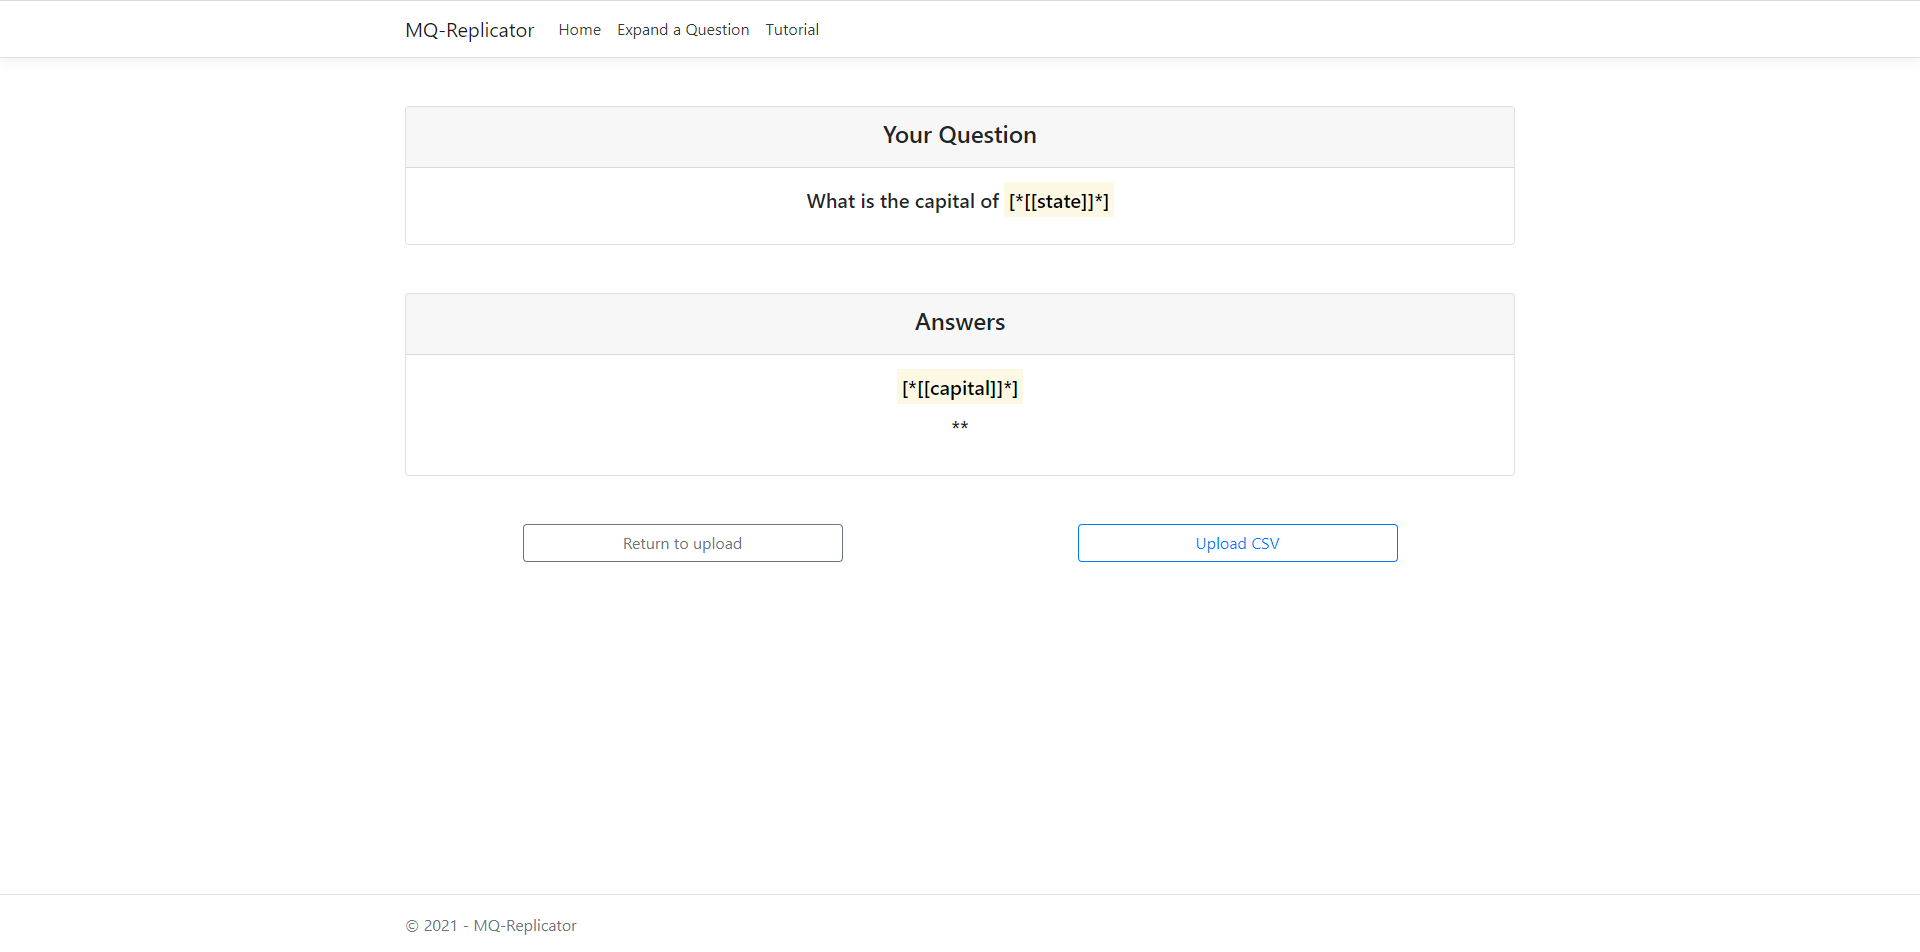 MQ-Replicator Home Expand a Question Tutorial
Your Question
What is the capital of [*[[state]]*]
Answers
[*[[capital]]*]
**
Return to upload Upload CSV
© 2021 - MQ-Replicator